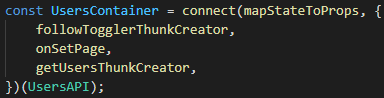 const UsersContainer = connect(mapStateToProps, {
    followTogglerThunkCreator,
    onSetPage,
    getUsersThunkCreator,
})(UsersAPI);